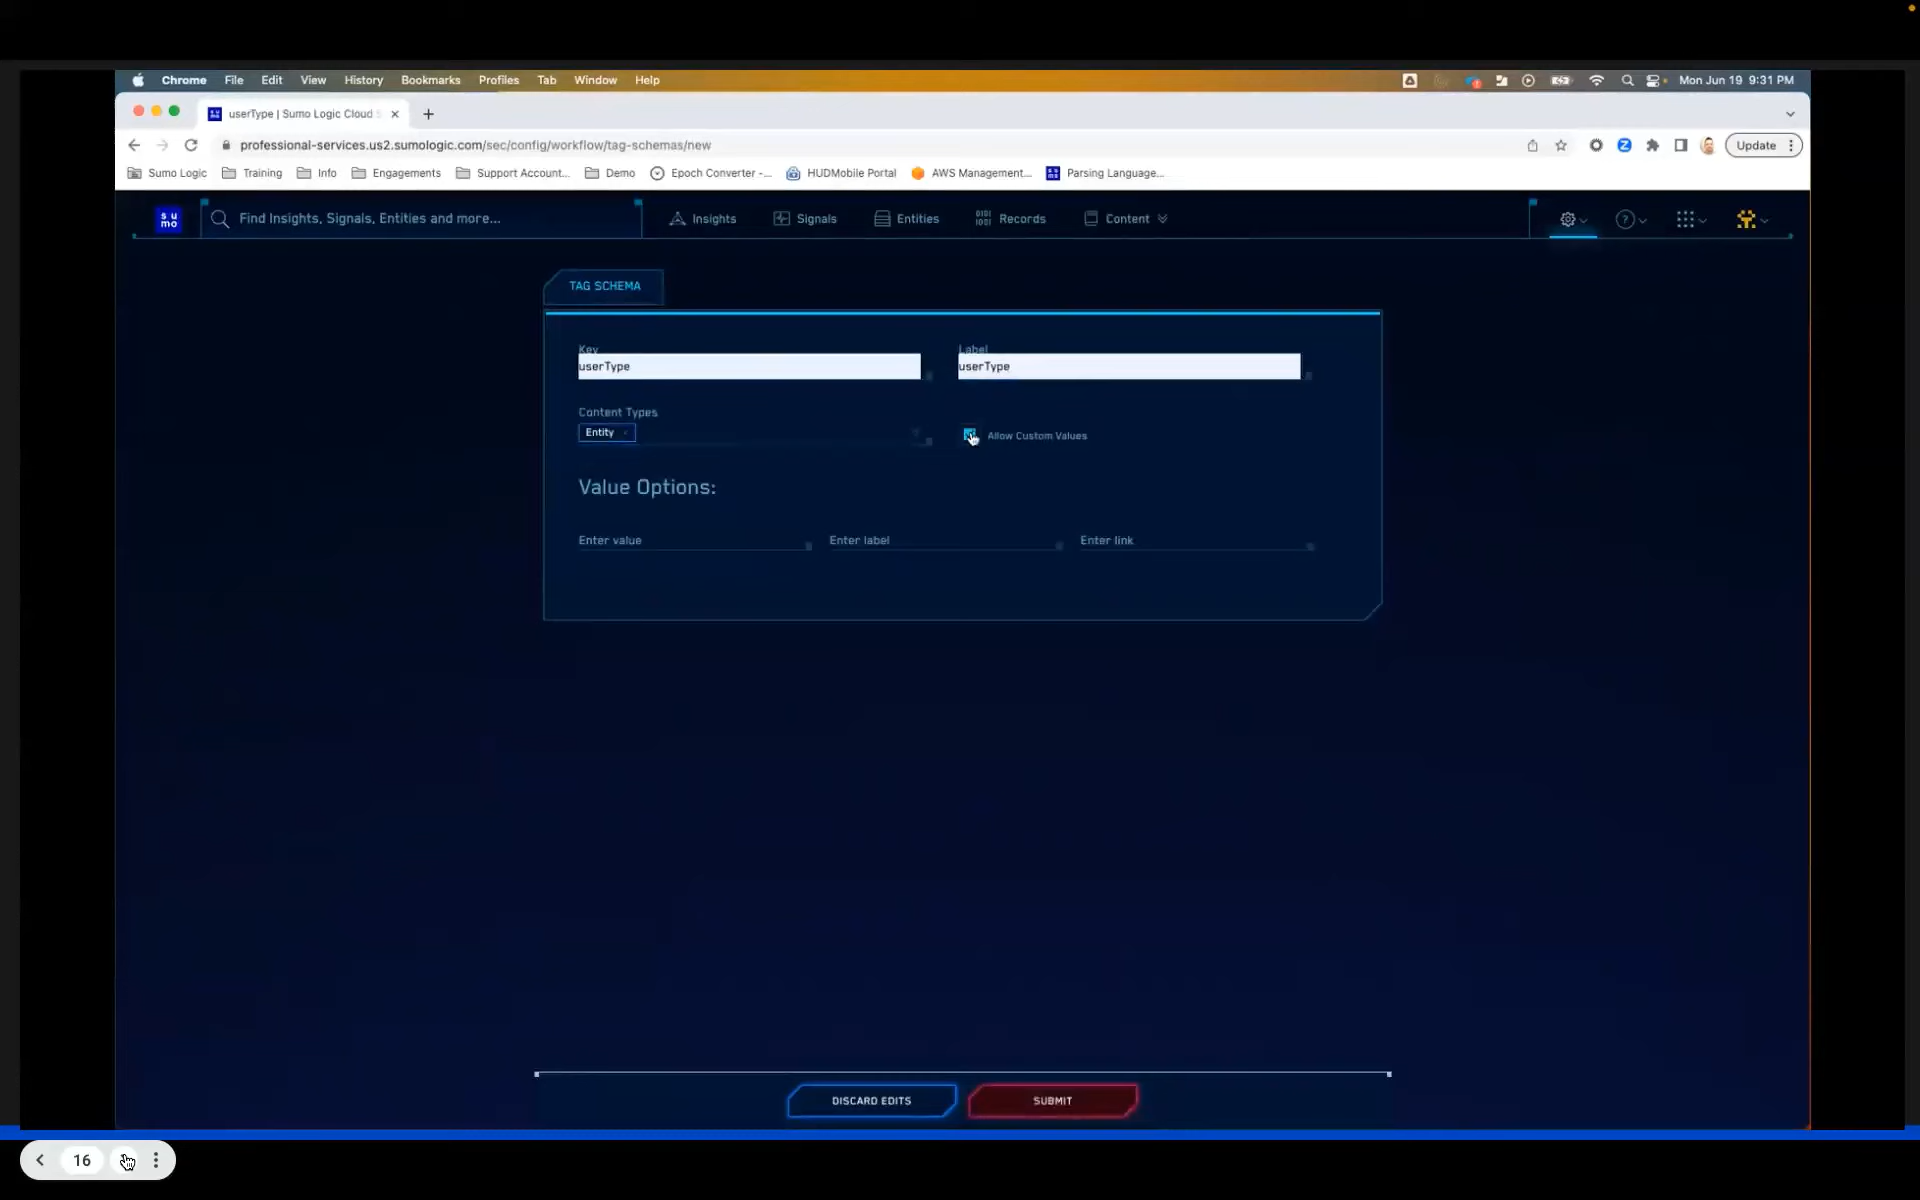 Chrome File Edit View History Bookmarks Profiles Tab Window Help Mon Jun 19 9:31 PM
userType | Sumo Logic Cloud S
professional-services.us2.sumologic.com/sec/config/workflow/tag-schemas/new Update
Sumo Logic Training Info Engagements Support Account... Demo Epoch Converter -... HUDMobile Portal AWS Management... Parsing Language...
su
mo
Find Insights, Signals, Entities and more... Insights Signals Entities Records Content
TAG SCHEMA
Key Label
userType userType
Content Types
Entity Allow Custom Values
Value Options:
Enter value Enter label Enter link
DISCARD EDITS SUBMIT
16